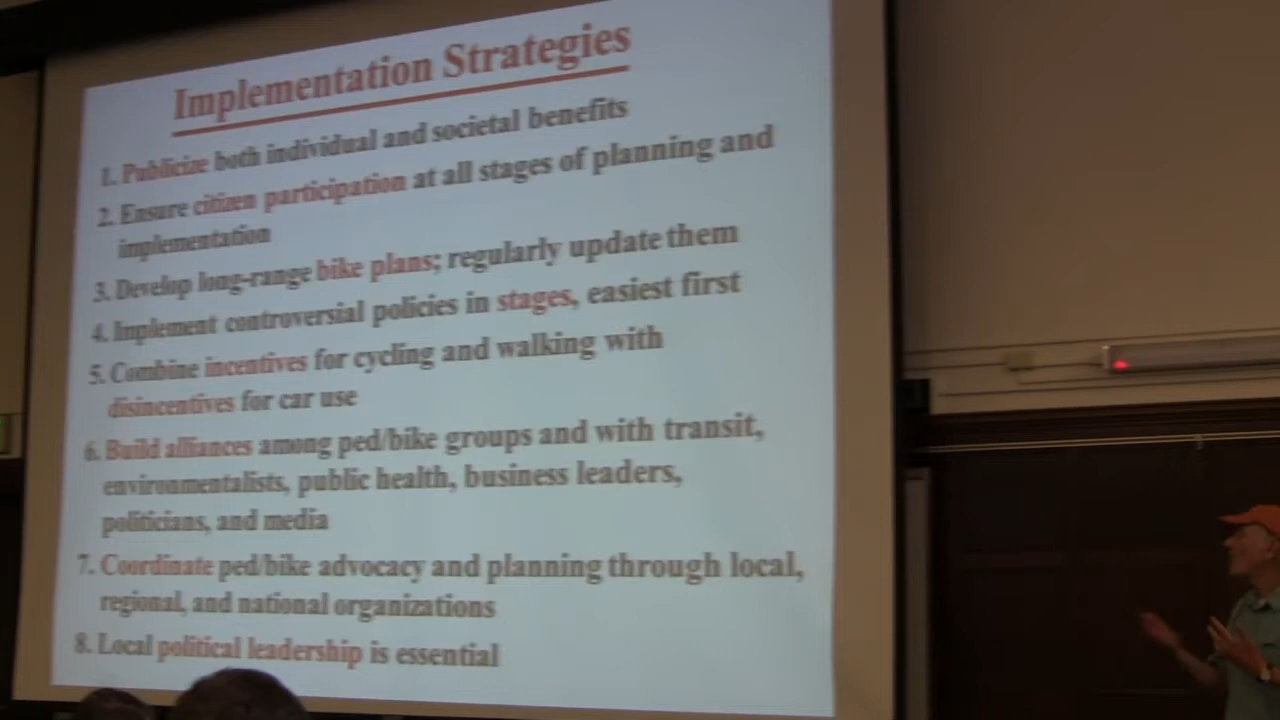 Implementation Strategies
1. Publicize both individual and societal benefits
2. Ensure citizen participation at all stages of planning and
implementation
3. Develop long-range bike plans; regularly update them
4. Implement controversial policies in stages, easiest first
5. Combine incentives for cycling and walking with
disincentives for car use
6. Build alliances among ped/bike groups and with transit,
environmentalists, public health, business leaders,
politicians, and media
7. Coordinate ped/bike advocacy and planning through local,
regional, and national organizations
8. Local political leadership is essential